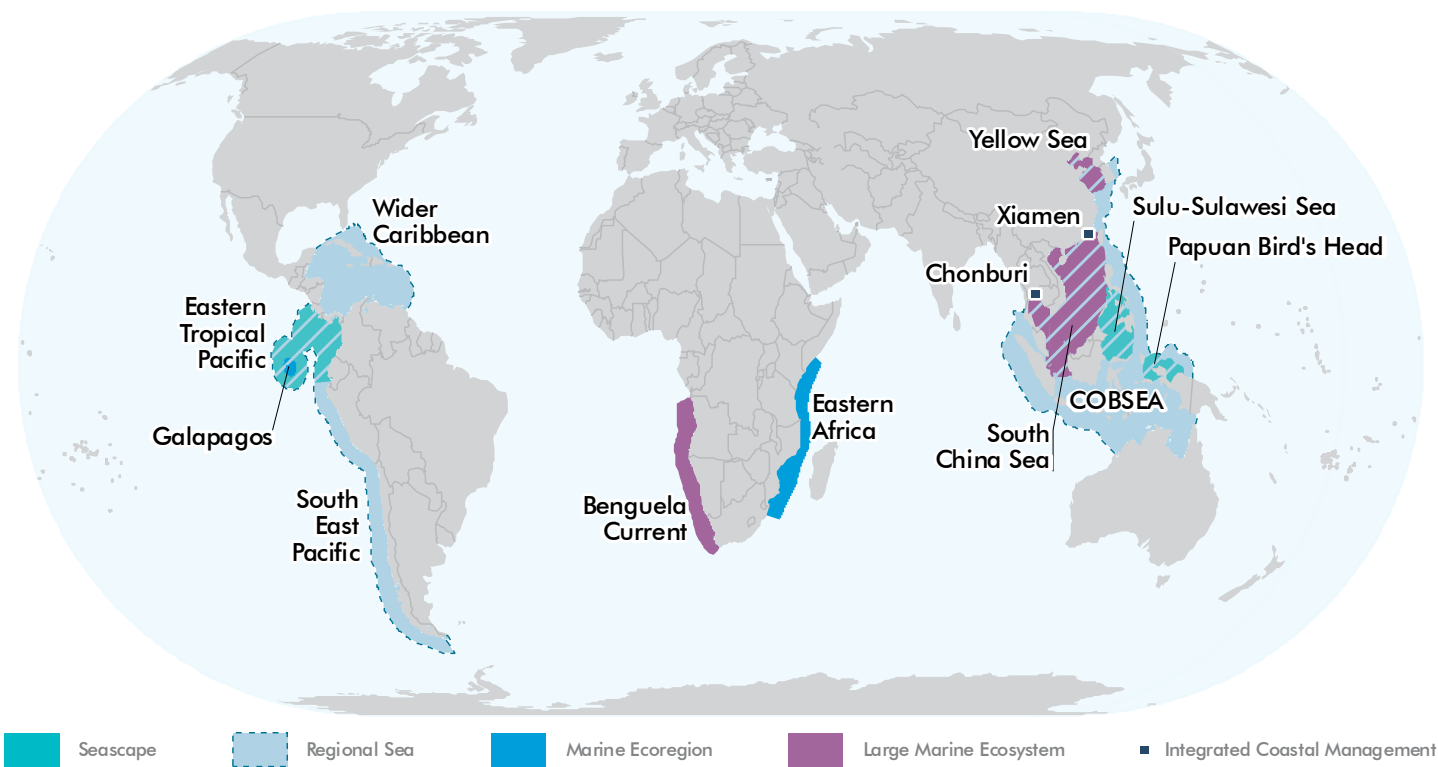 Yellow Sea
Wider
Caribbean
Xiamen
Sulu-Sulawesi Sea
Papuan Bird's Head
Chonburi
Eastern
Tropical
Pacific
COBSEA
Eastern
Africa
Galapagos
South
China Sea
South
East
Pacific
Benguela
Current
Seascape
Regional Sea
Marine Ecoregion
Large Marine Ecosystem
Integrated Coastal Management